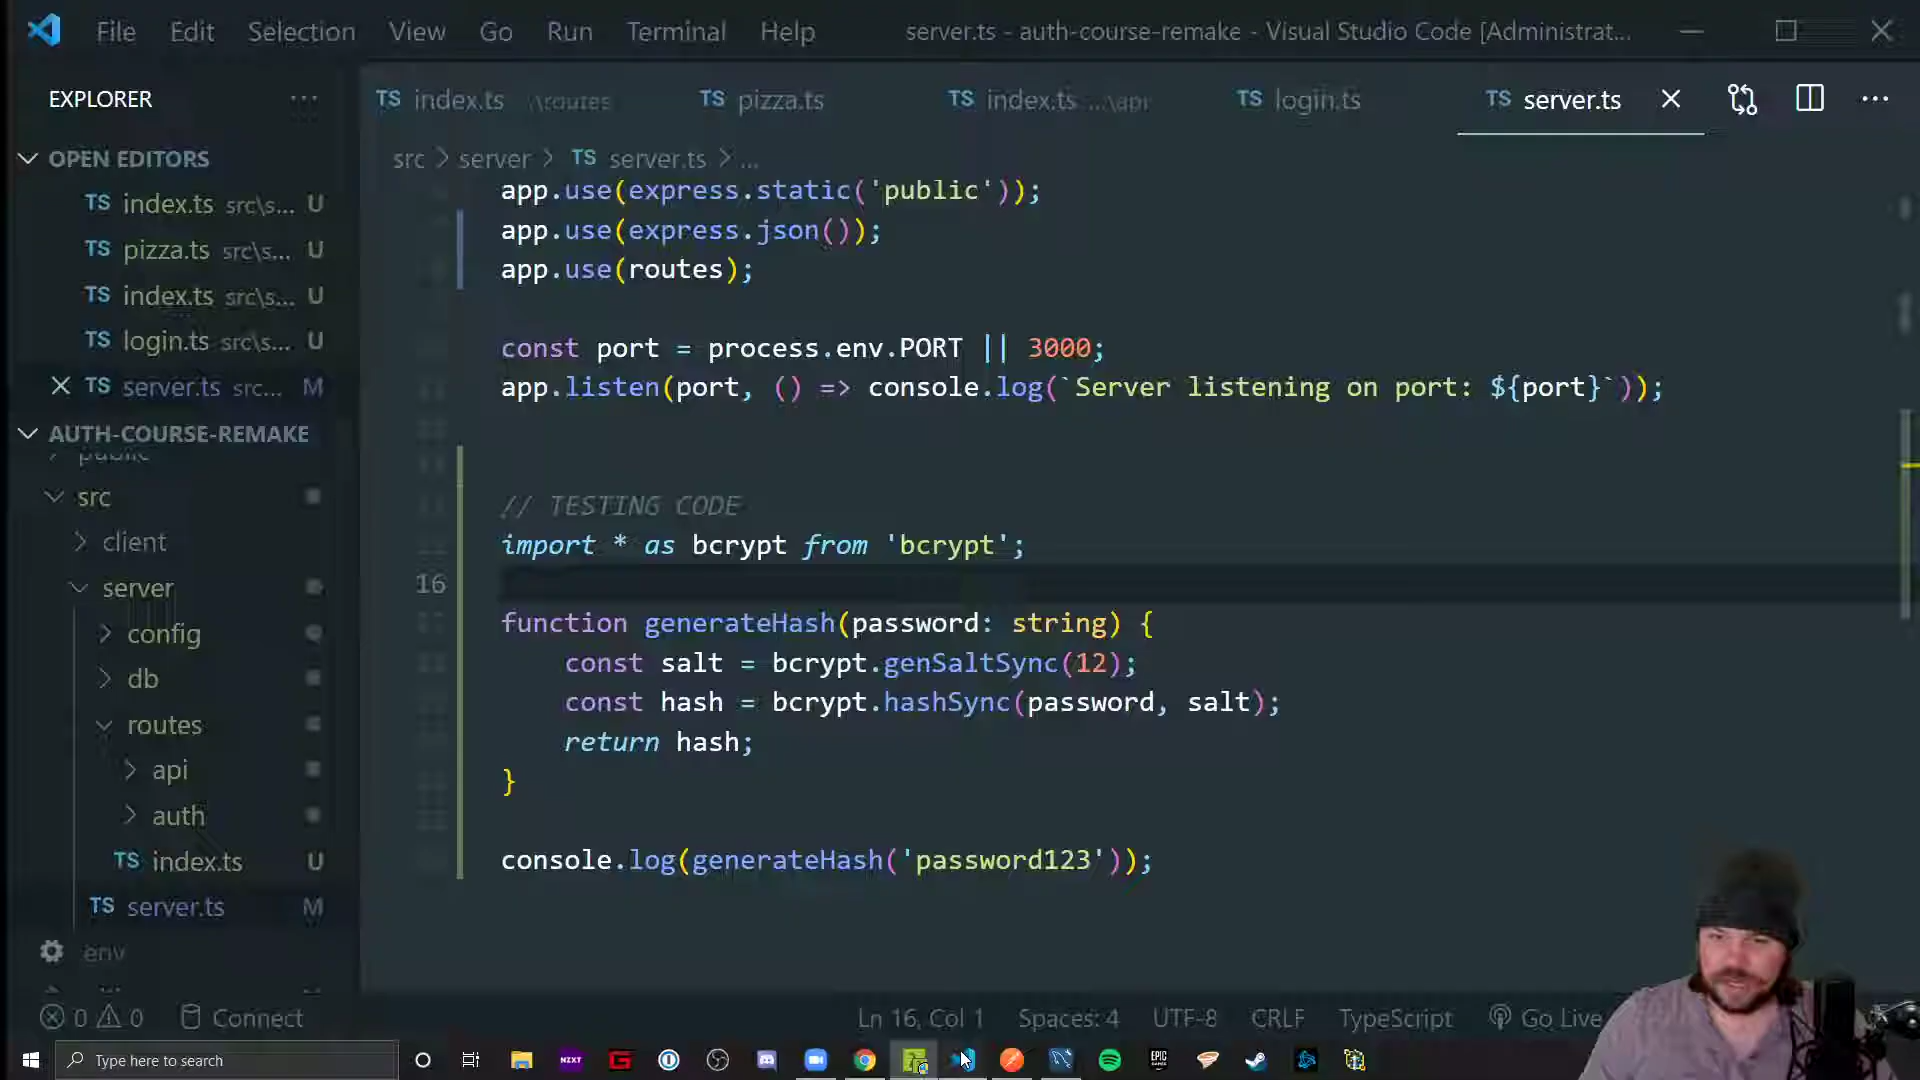 File Edit Selection View Go Run Terminal Help server.ts - auth-course-remake - Visual Studio Code [Administrat...
EXPLORER ...
TS index.ts \routes TS pizza.ts TS index.ts ...\api TS login.ts TS server.ts
OPEN EDITORS
src > server > TS server.ts > ...
TS index.ts src\s... U
TS pizza.ts src\s... U
TS index.ts src\s... U
TS login.ts src\s... U
TS server.ts src... M
AUTH-COURSE-REMAKE
public
src
client
server
config
db
routes
api
auth
TS index.ts U
TS server.ts M
.env
app.use(express.static('public'));
app.use(express.json());
app.use(routes);
const port = process.env.PORT || 3000;
app.listen(port, () => console.log(`Server listening on port: ${port}`));
// TESTING CODE
import * as bcrypt from 'bcrypt';
16
function generateHash(password: string) {
const salt = bcrypt.genSaltSync(12);
const hash = bcrypt.hashSync(password, salt);
return hash;
}
console.log(generateHash('password123'));
0 0 Connect Ln 16, Col 1 Spaces: 4 UTF-8 CRLF TypeScript Go Live
Type here to search
NZXT
EPIC GAMES